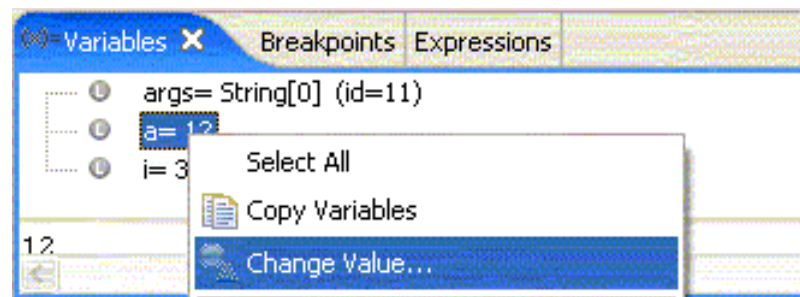 (x)= Variables Breakpoints Expressions
args= String[0] (id=11)
a= 12
i= 3
Select All
Copy Variables
12
Change Value...